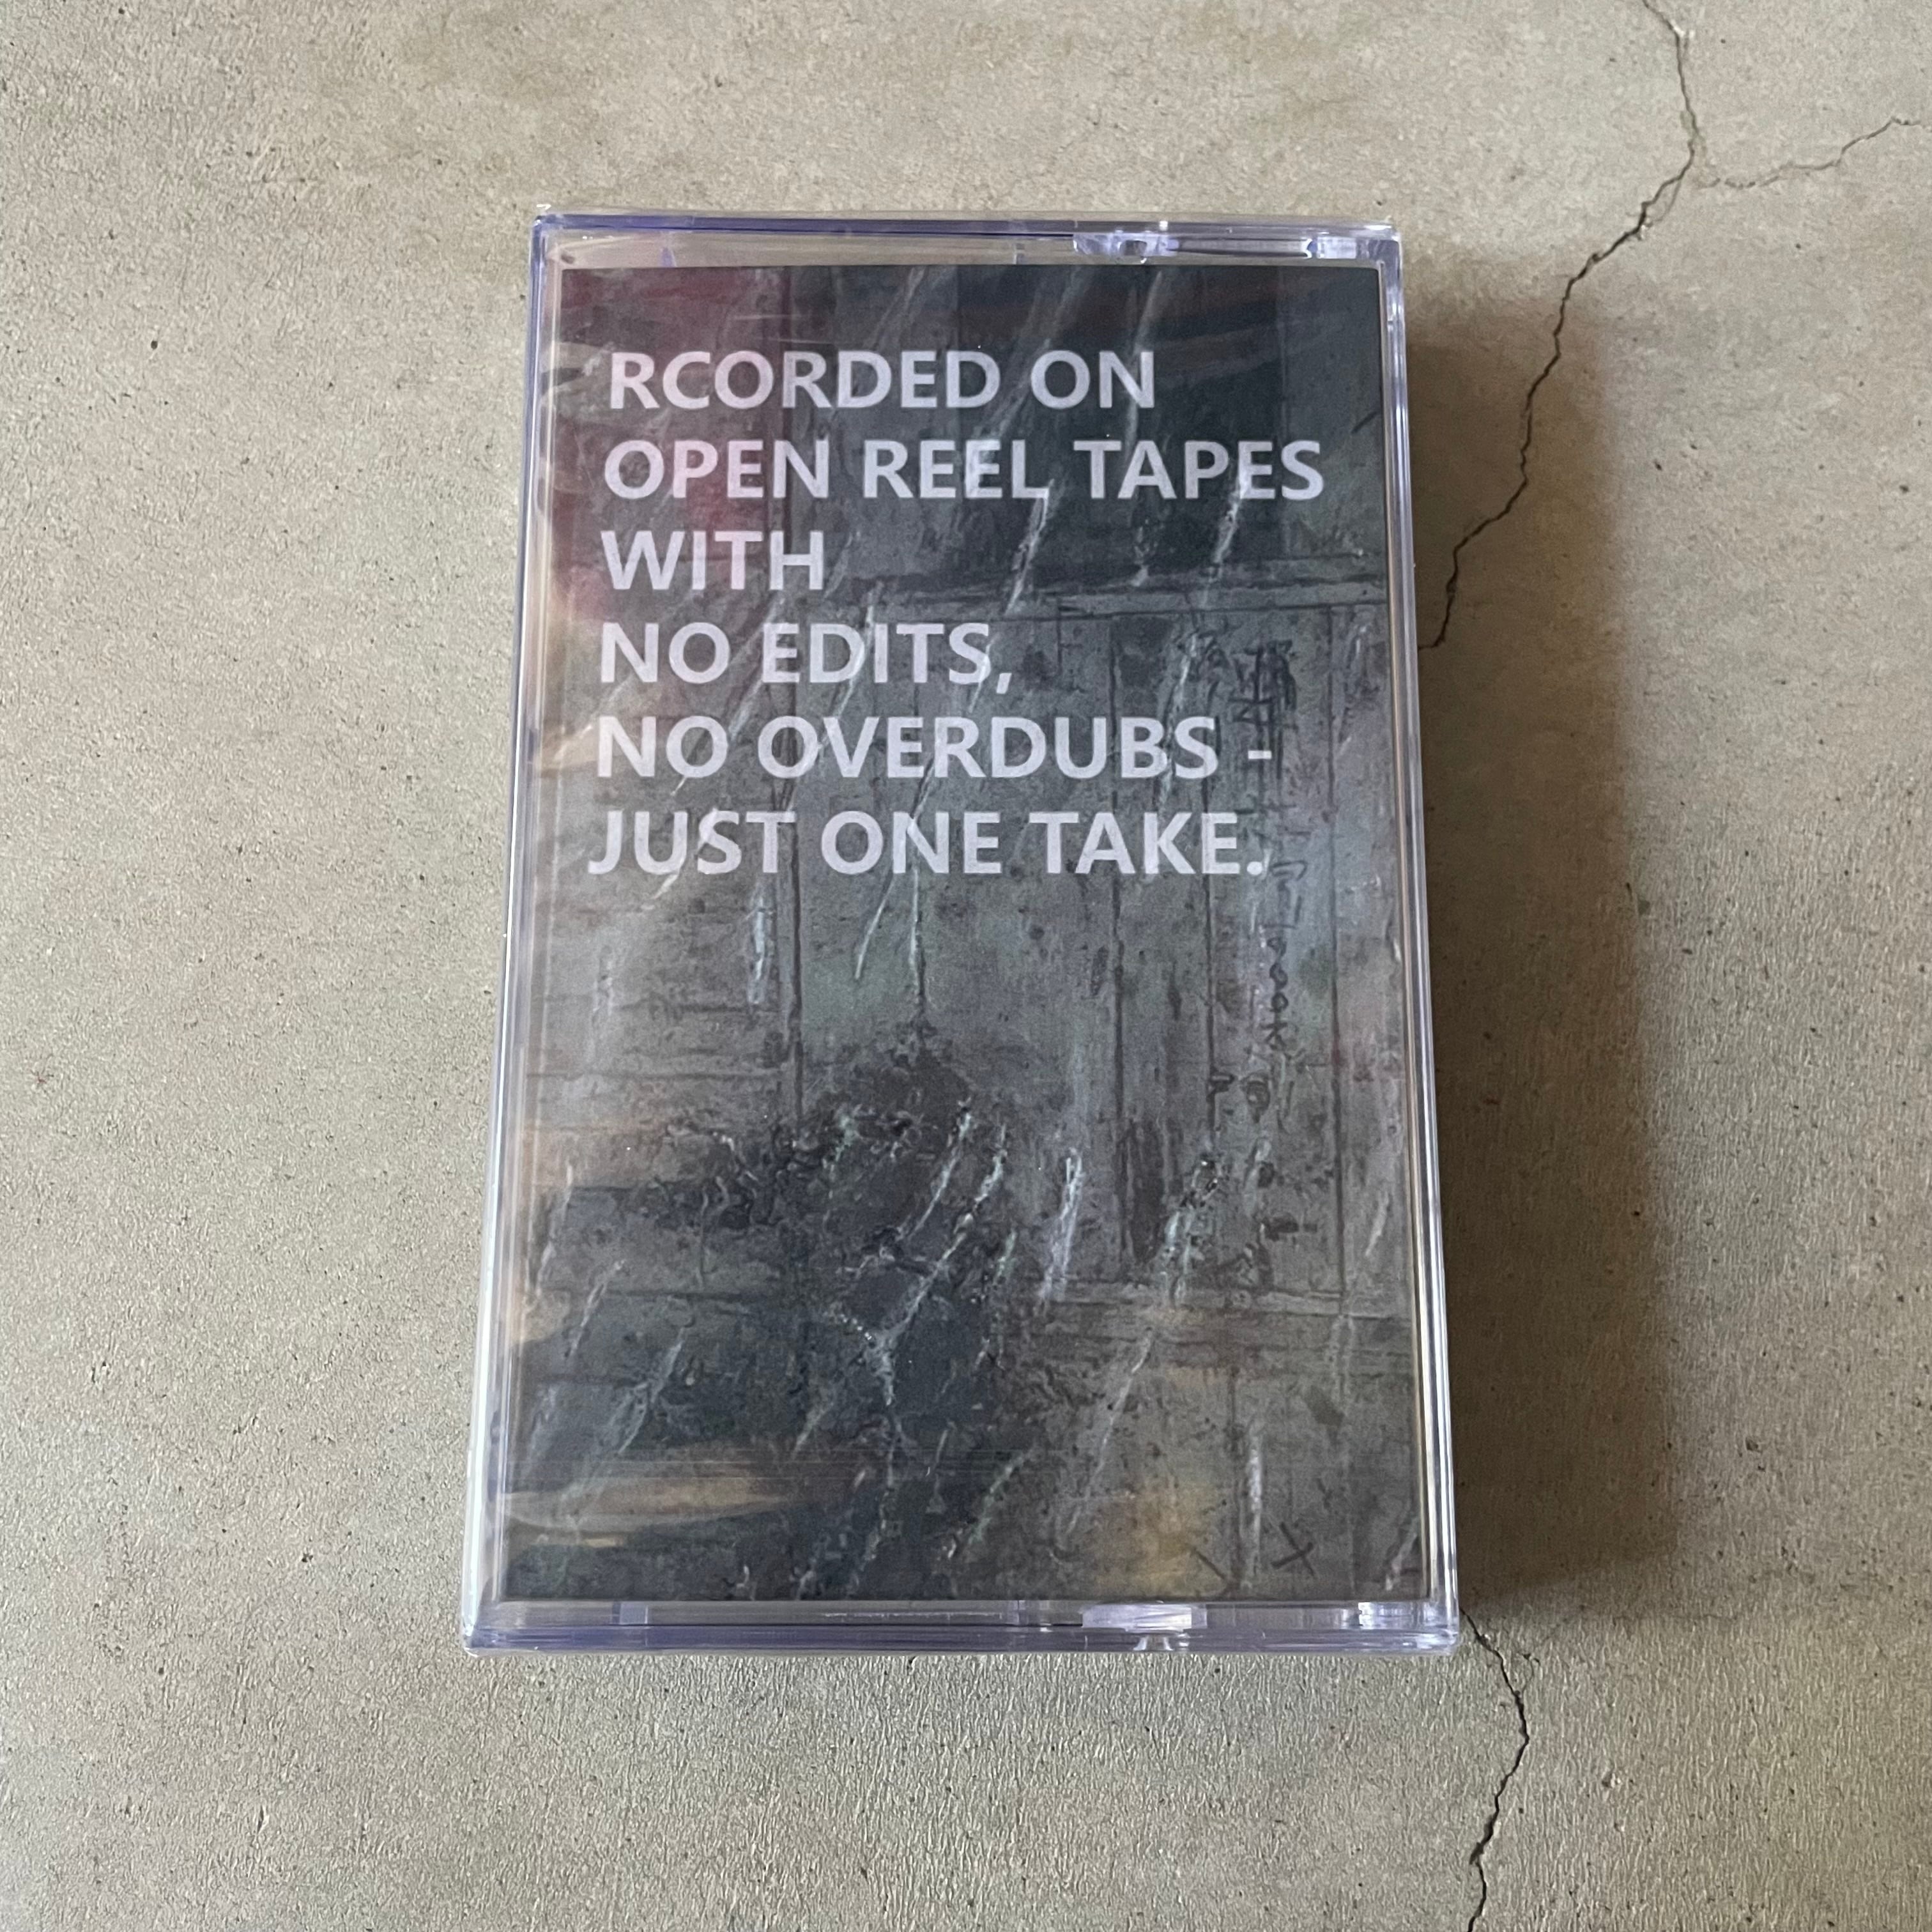 RCORDED ON
OPEN REEL TAPES
WITH
NO EDITS,
NO OVERDUBS -
JUST ONE TAKE.